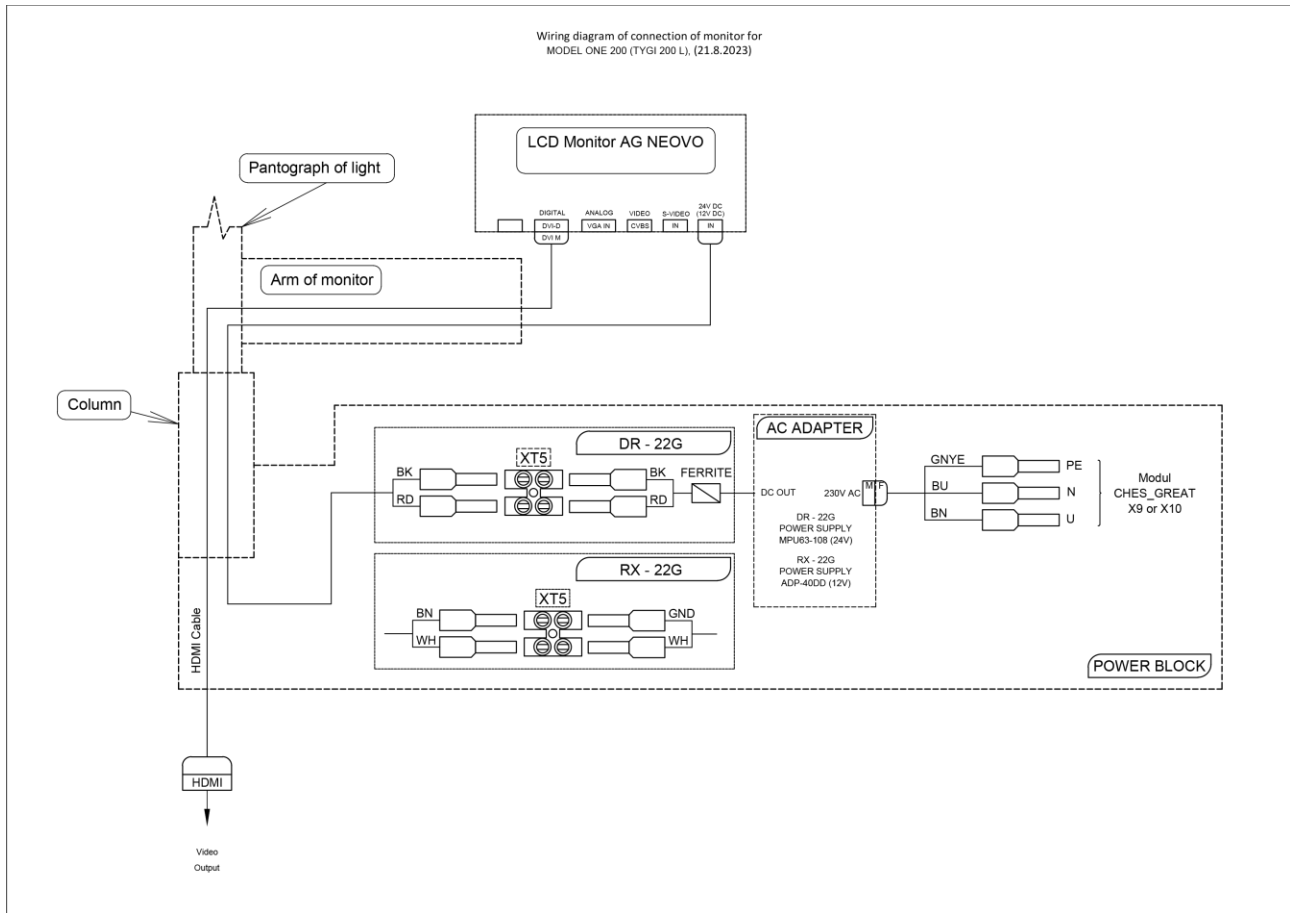 Wiring diagram of connection of monitor for
MODEL ONE 200 (TYGI 200 L), (21.8.2023)
LCD Monitor AG NEOVO
Pantograph of light
24V DC
(12V DC)
DIGITAL
ANALOG
VIDEO
S-VIDEO
DVI-D
VGA IN
CVBS
IN
IN
DVI M
Arm of monitor
Column
DR - 22G
XT5
BK
RD
BK
RD
FERRITE
AC ADAPTER
DC OUT
230V AC
M
F
DR - 22G
POWER SUPPLY
MPU63-108 (24V)
RX - 22G
POWER SUPPLY
ADP-40DD (12V)
GNYE
BU
BN
PE
N
U
Modul
CHES_GREAT
X9 or X10
RX - 22G
XT5
BN
WH
GND
WH
POWER BLOCK
HDMI Cable
HDMI
Video
Output